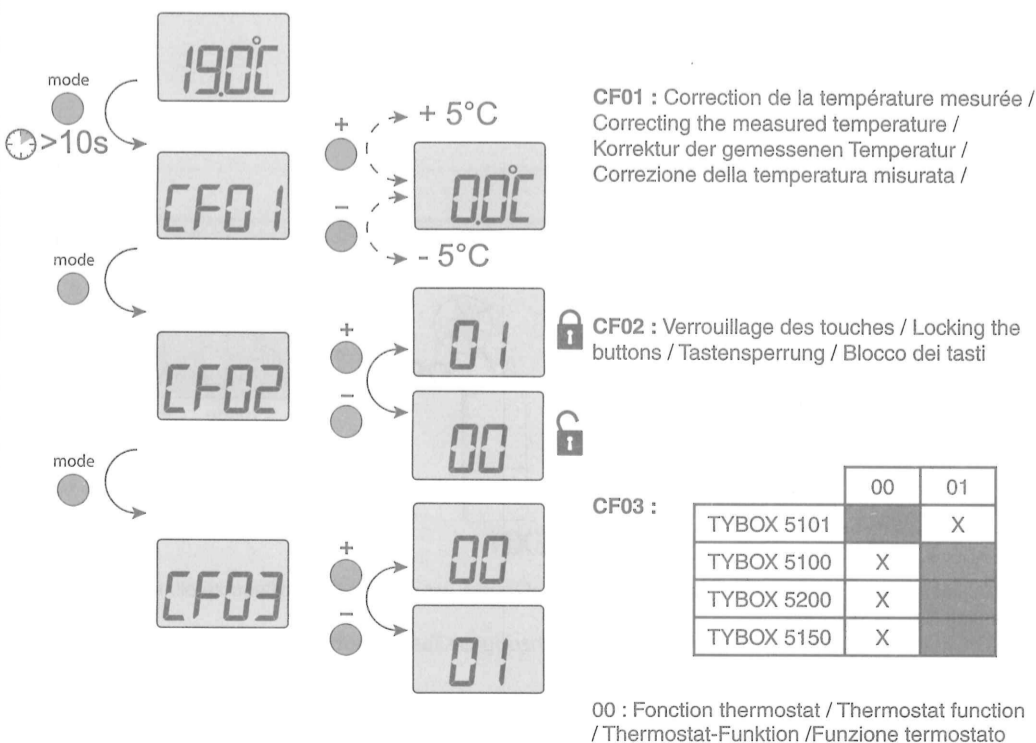 19.0°C
mode
>10s
CF01
+
+ 5°C
0.0°C
−
- 5°C
CF01 : Correction de la température mesurée /
Correcting the measured temperature /
Korrektur der gemessenen Temperatur /
Correzione della temperatura misurata /
mode
CF02
+
01
−
00
CF02 : Verrouillage des touches / Locking the
buttons / Tastensperrung / Blocco dei tasti
mode
CF03
+
00
−
01
CF03 :
00 01
TYBOX 5101 X
TYBOX 5100 X
TYBOX 5200 X
TYBOX 5150 X
00 : Fonction thermostat / Thermostat function
/ Thermostat-Funktion /Funzione termostato